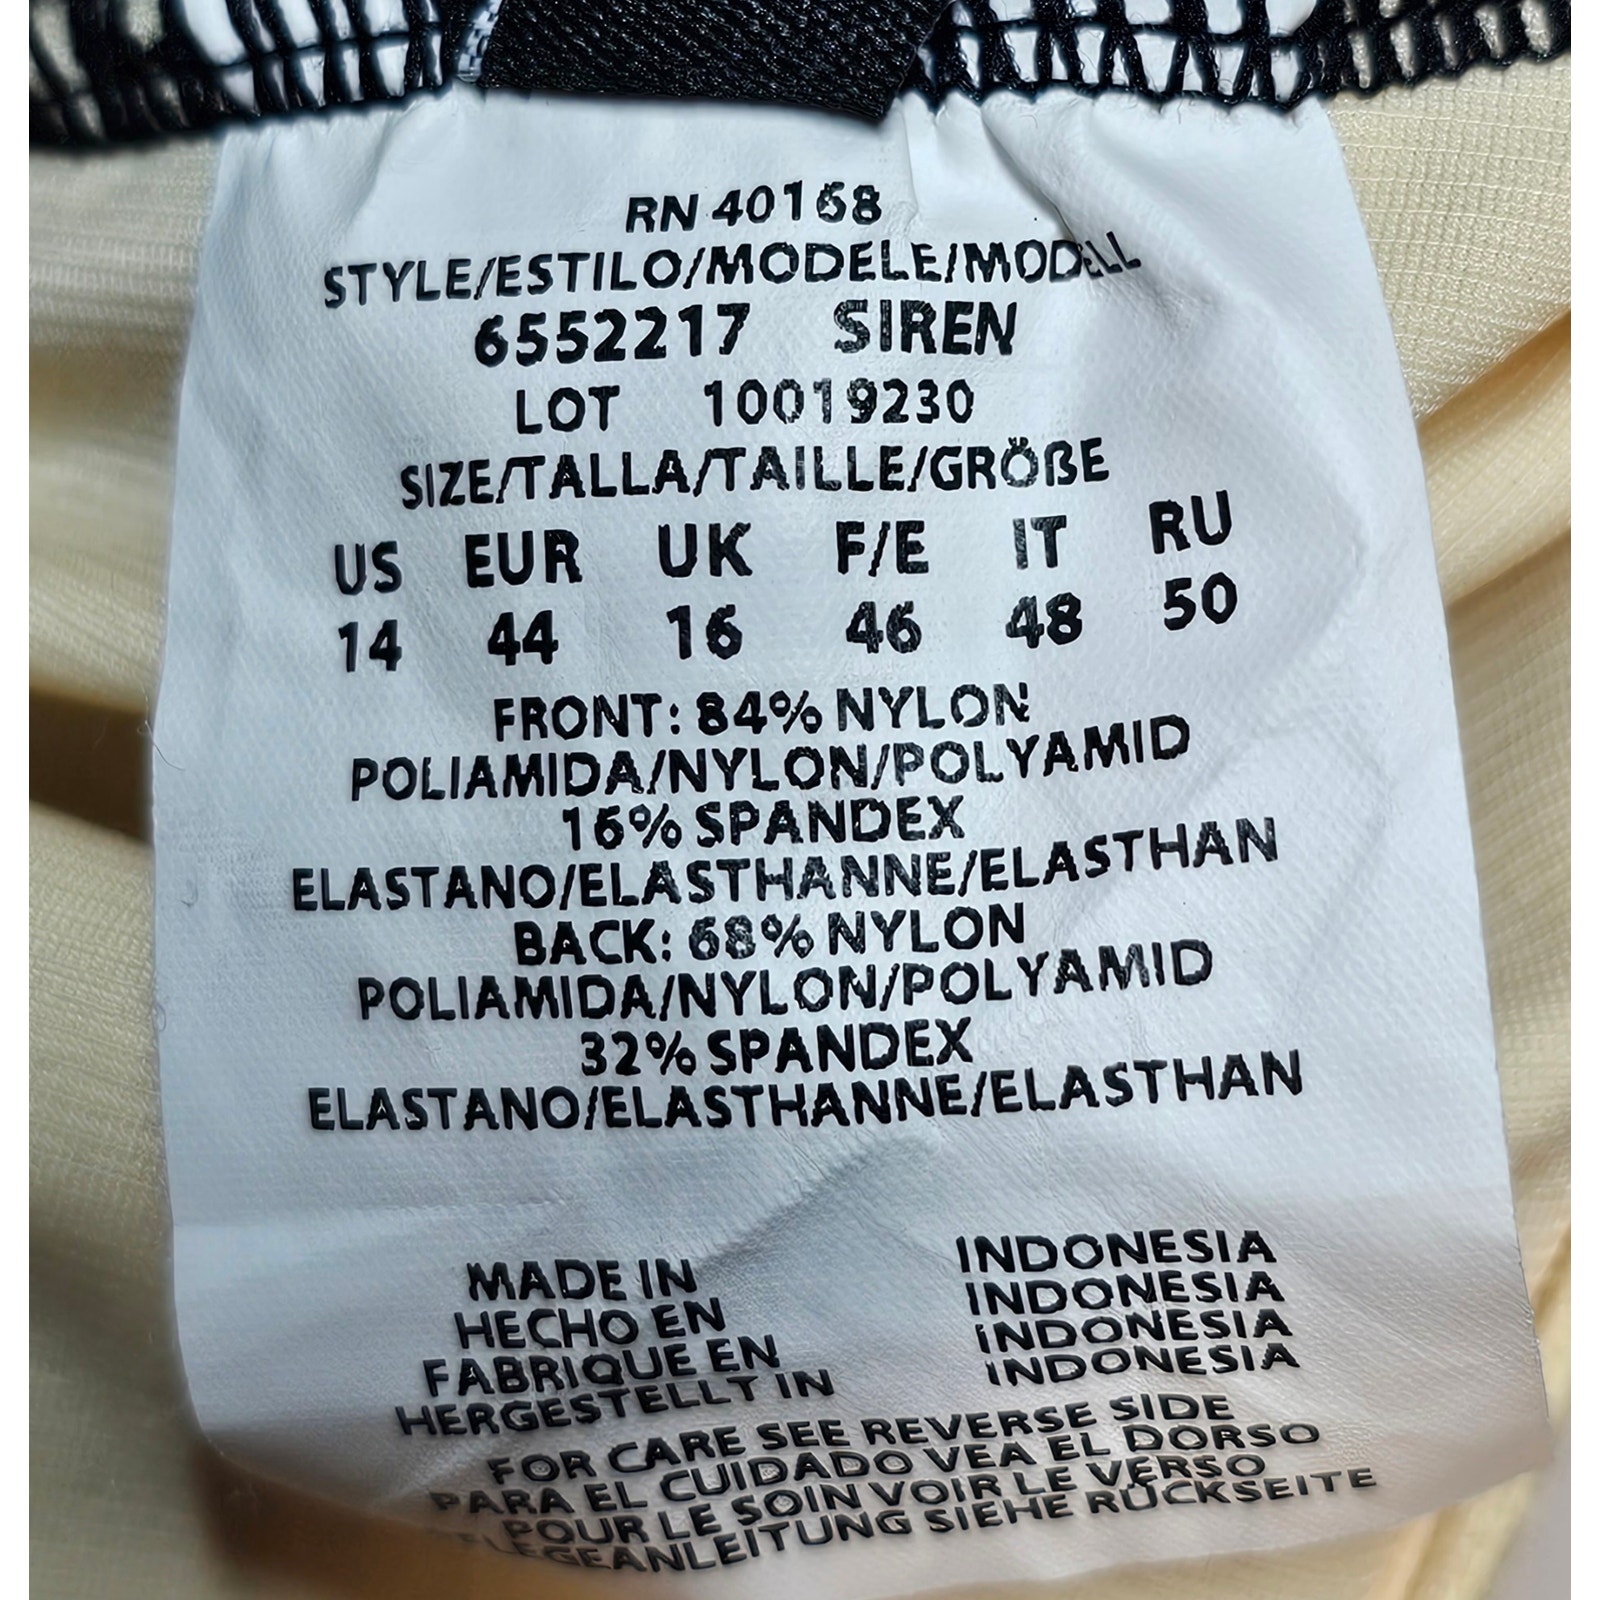 RN 40168
STYLE/ESTILO/MODELE/MODELL
6552217 SIREN
LOT 10019230
SIZE/TALLA/TAILLE/GRÖßE
US EUR UK F/E IT RU
14 44 16 46 48 50
FRONT: 84% NYLON
POLIAMIDA/NYLON/POLYAMID
16% SPANDEX
ELASTANO/ELASTHANNE/ELASTHAN
BACK: 68% NYLON
POLIAMIDA/NYLON/POLYAMID
32% SPANDEX
ELASTANO/ELASTHANNE/ELASTHAN
MADE IN INDONESIA
HECHO EN INDONESIA
FABRIQUE EN INDONESIA
HERGESTELLT IN INDONESIA
FOR CARE SEE REVERSE SIDE
PARA EL CUIDADO VEA EL DORSO
POUR LE SOIN VOIR LE VERSO
SIEHE RÜCKSEITE